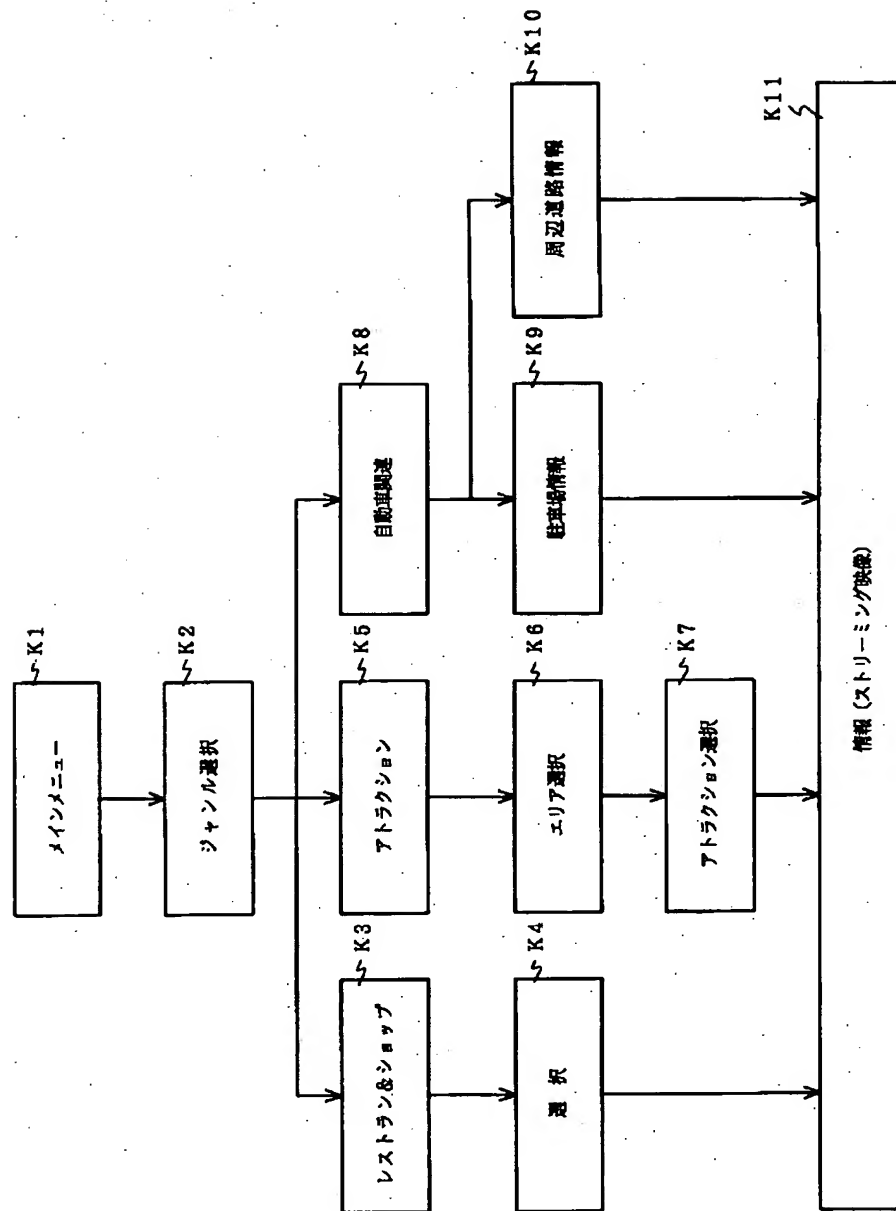 K1
メインメニュー
K2
ジャンル選択
K3
レストラン&ショップ
K5
アトラクション
K8
自動車関連
K4
選択
K6
エリア選択
K9
駐車場情報
K10
周辺道路情報
K7
アトラクション選択
K11
情報(ストリーミング映像)